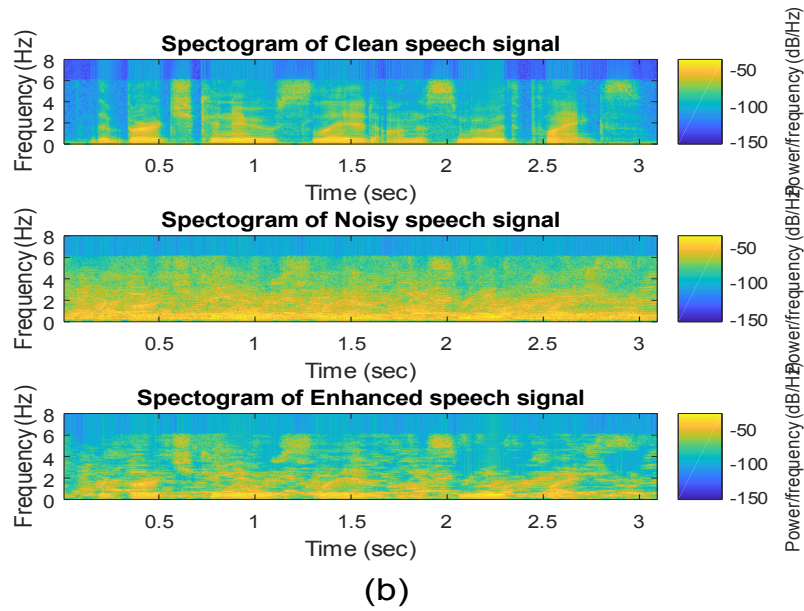 Spectogram of Clean speech signal
Frequency (Hz)
8
6
4
2
0
0.5 1 1.5 2 2.5 3
Time (sec)
-50
-100
-150
Power/frequency (dB/Hz)
Spectogram of Noisy speech signal
Frequency (Hz)
8
6
4
2
0
0.5 1 1.5 2 2.5 3
Time (sec)
-50
-100
-150
Power/frequency (dB/Hz)
Spectogram of Enhanced speech signal
Frequency (Hz)
8
6
4
2
0
0.5 1 1.5 2 2.5 3
Time (sec)
-50
-100
-150
Power/frequency (dB/Hz)
(b)